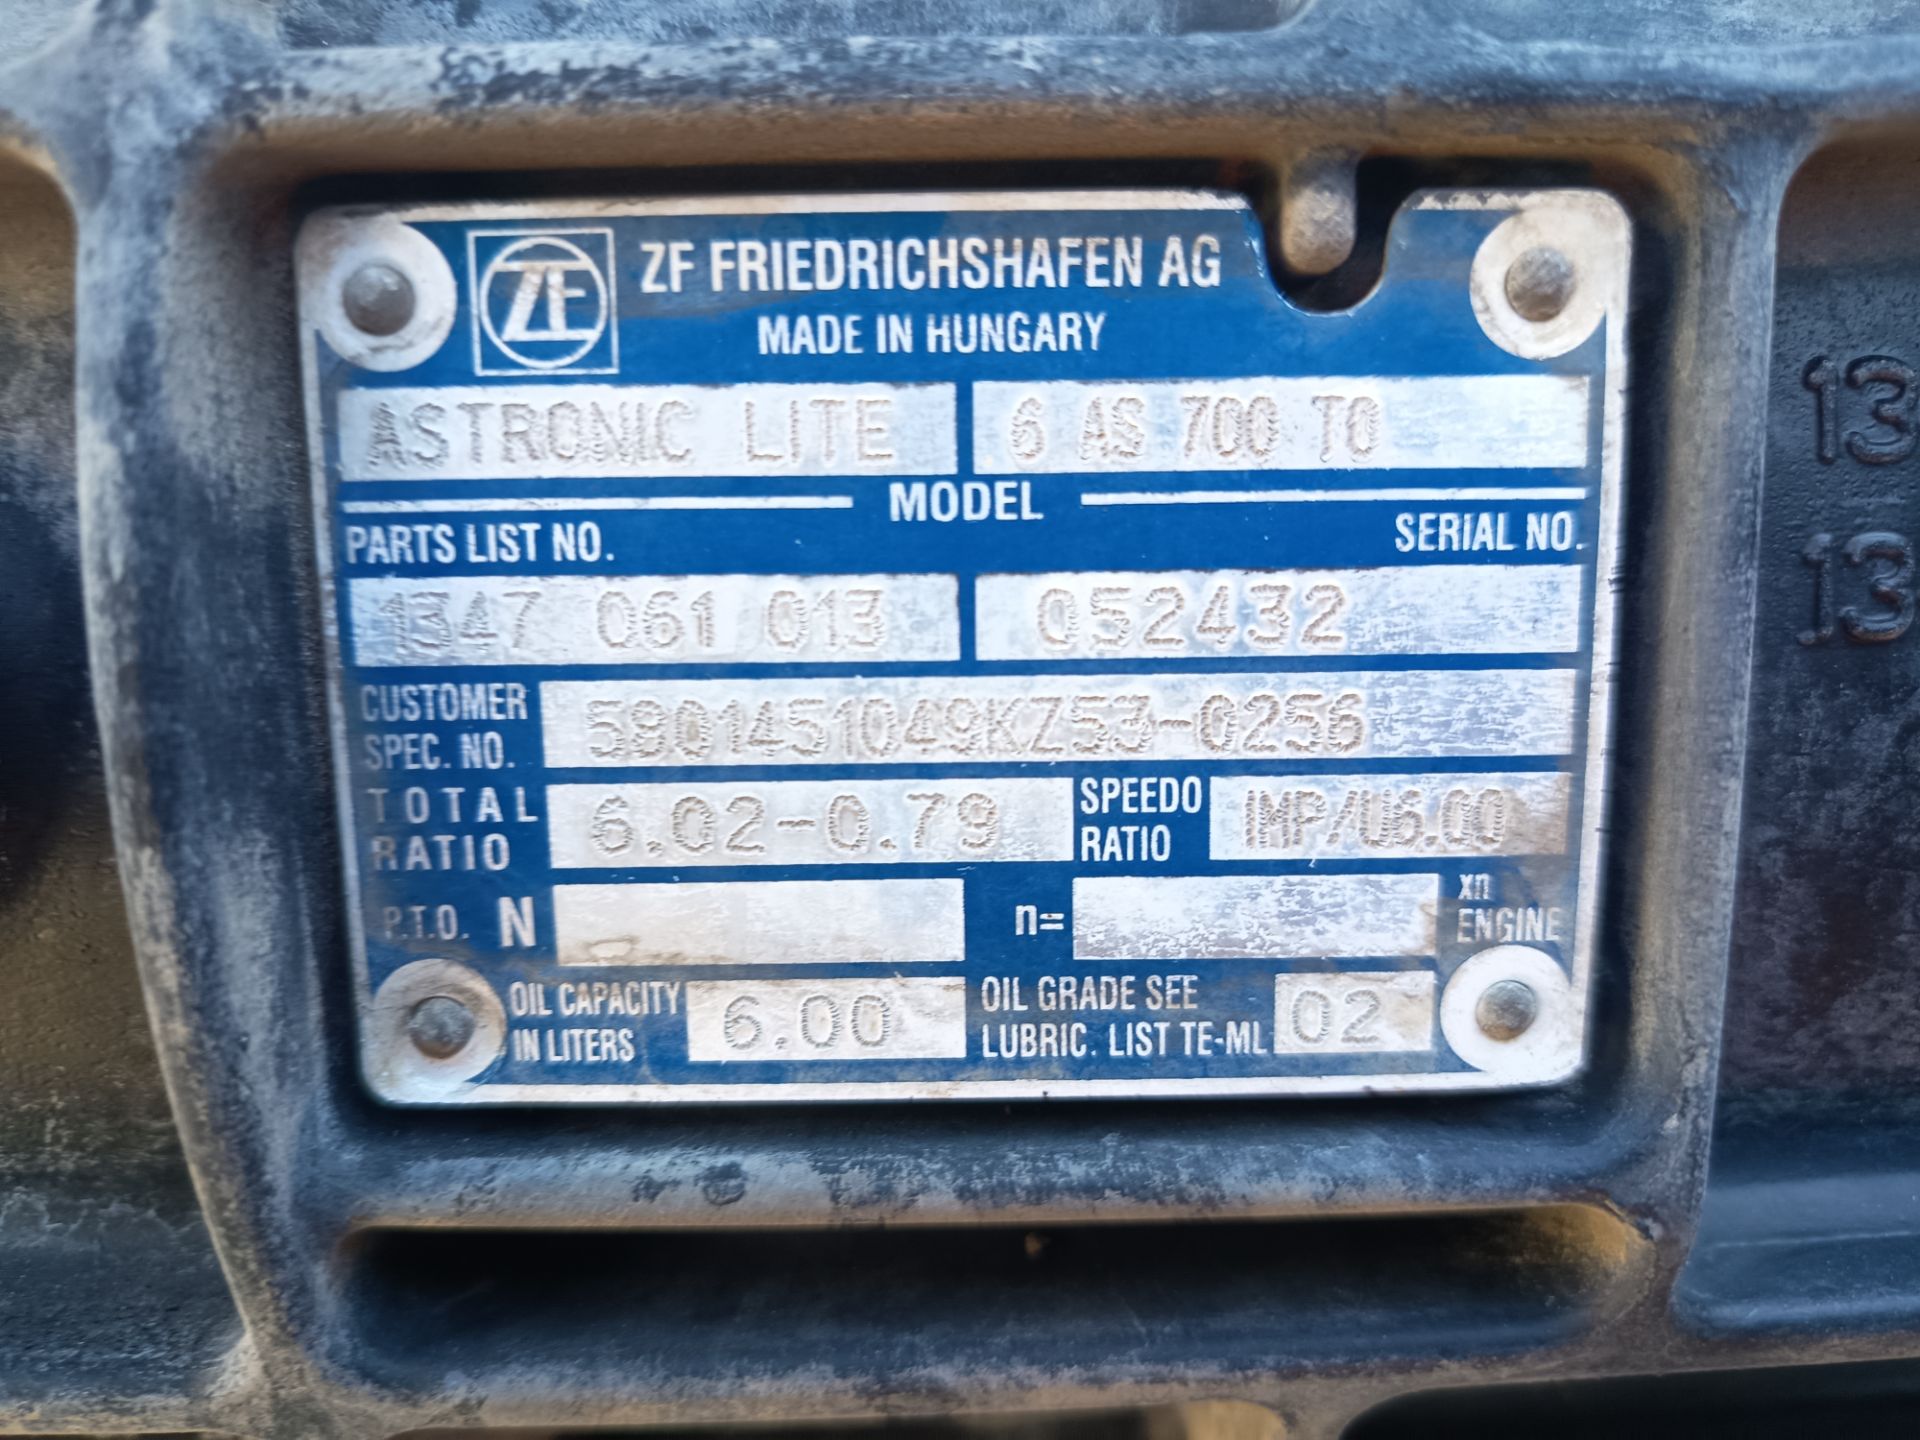 ZF
ZF FRIEDRICHSHAFEN AG
MADE IN HUNGARY
ASTRONIC LITE 6 AS 700 TO
MODEL
PARTS LIST NO. SERIAL NO.
1347 061 013 052432
CUSTOMER SPEC. NO. 5801451049KZ53-0256
TOTAL RATIO 6.02-0.79 SPEEDO RATIO IMP/U6.00
P.T.O. N n= xn ENGINE
OIL CAPACITY IN LITERS 6.00 OIL GRADE SEE LUBRIC. LIST TE-ML 02
13
13